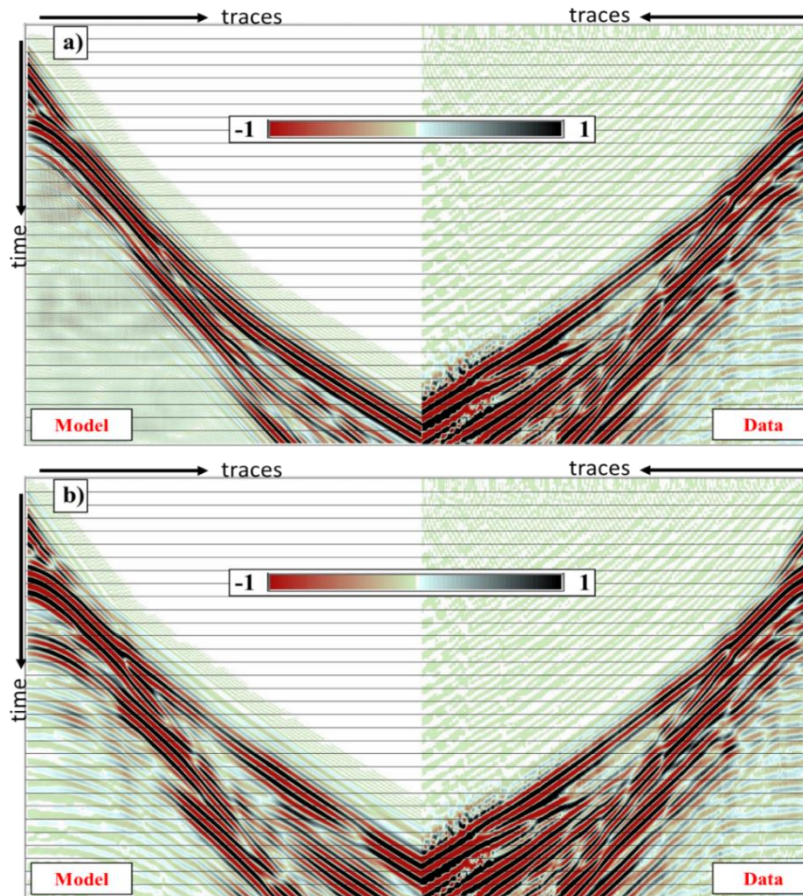 traces traces
a)
-1 1
time
Model Data
traces traces
b)
-1 1
time
Model Data